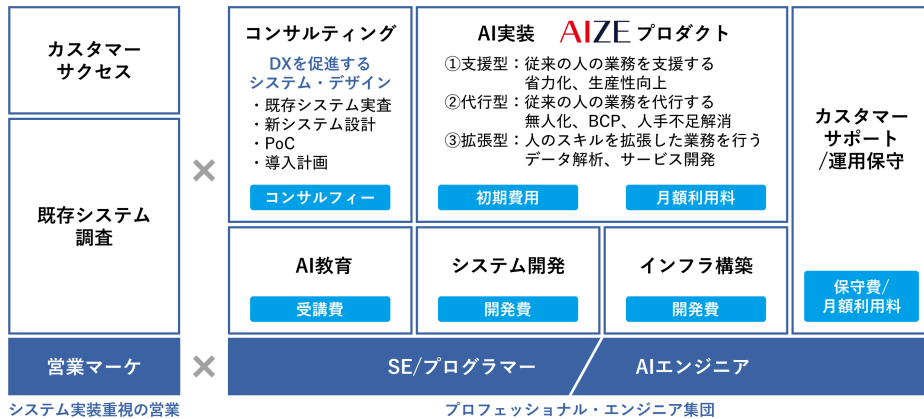 カスタマー
サクセス
既存システム
調査
営業マーケ
システム実装重視の営業
×
×
コンサルティング
DXを促進する
システム・デザイン
・既存システム実査
・新システム設計
・PoC
・導入計画
コンサルフィー
AI実装 AIZE プロダクト
①支援型：従来の人の業務を支援する
省力化、生産性向上
②代行型：従来の人の業務を代行する
無人化、BCP、人手不足解消
③拡張型：人のスキルを拡張した業務を行う
データ解析、サービス開発
初期費用
月額利用料
AI教育
受講費
システム開発
開発費
インフラ構築
開発費
カスタマー
サポート
/運用保守
保守費/
月額利用料
SE/プログラマー
AIエンジニア
プロフェッショナル・エンジニア集団